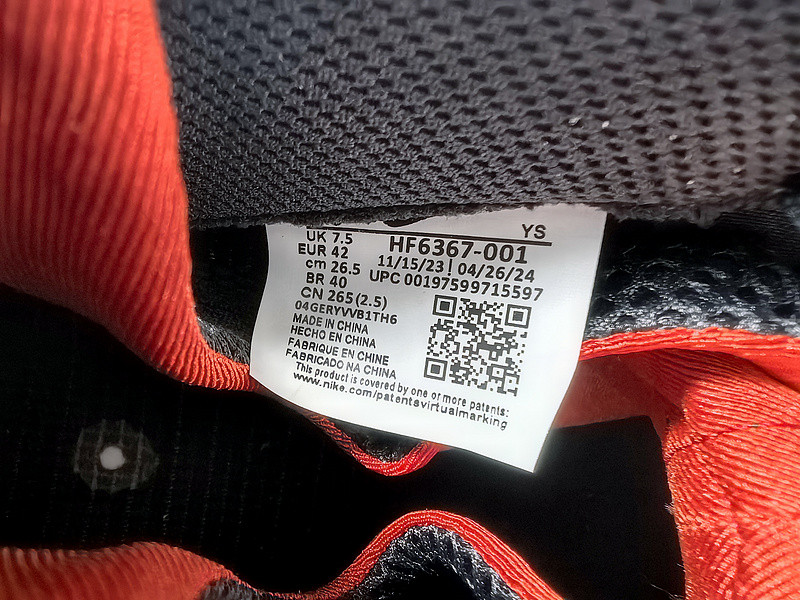 YS
UK 7.5
EUR 42
cm 26.5
BR 40
CN 265(2.5)
HF6367-001
11/15/23 | 04/26/24
UPC 00197599715597
04GERYVVB1TH6
MADE IN CHINA
HECHO EN CHINA
FABRIQUE EN CHINE
FABRICADO NA CHINA
This product is covered by one or more patents:
www.nike.com/patentsvirtualmarking